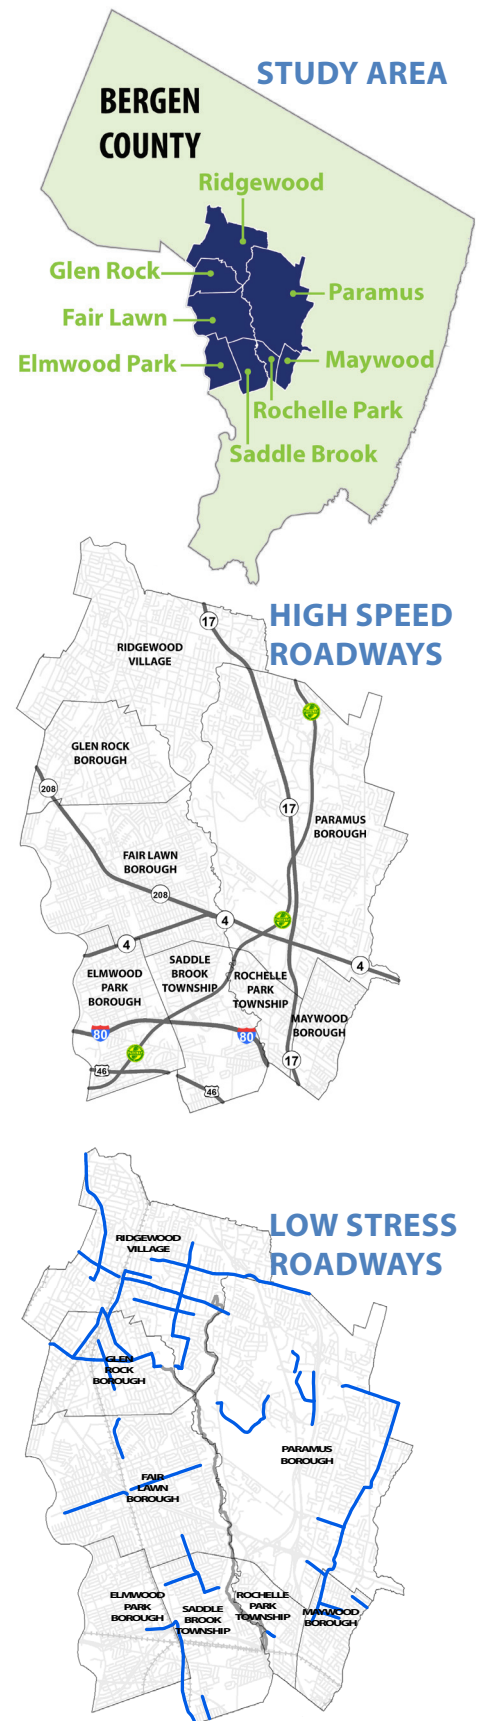 STUDY AREA
BERGEN
COUNTY
Ridgewood
Glen Rock
Paramus
Fair Lawn
Elmwood Park
Maywood
Rochelle Park
Saddle Brook
HIGH SPEED
ROADWAYS
17
RIDGEWOOD
VILLAGE
GLEN ROCK
BOROUGH
208
17
PARAMUS
BOROUGH
FAIR LAWN
BOROUGH
208
4
4
4
SADDLE
BROOK
TOWNSHIP
ELMWOOD
PARK
BOROUGH
ROCHELLE
PARK
TOWNSHIP
MAYWOOD
BOROUGH
80
80
17
46
46
LOW STRESS
ROADWAYS
RIDGEWOOD
VILLAGE
GLEN
ROCK
BOROUGH
PARAMUS
BOROUGH
FAIR
LAWN
BOROUGH
ELMWOOD
PARK
BOROUGH
SADDLE
BROOK
TOWNSHIP
ROCHELLE
PARK
TOWNSHIP
MAYWOOD
BOROUGH